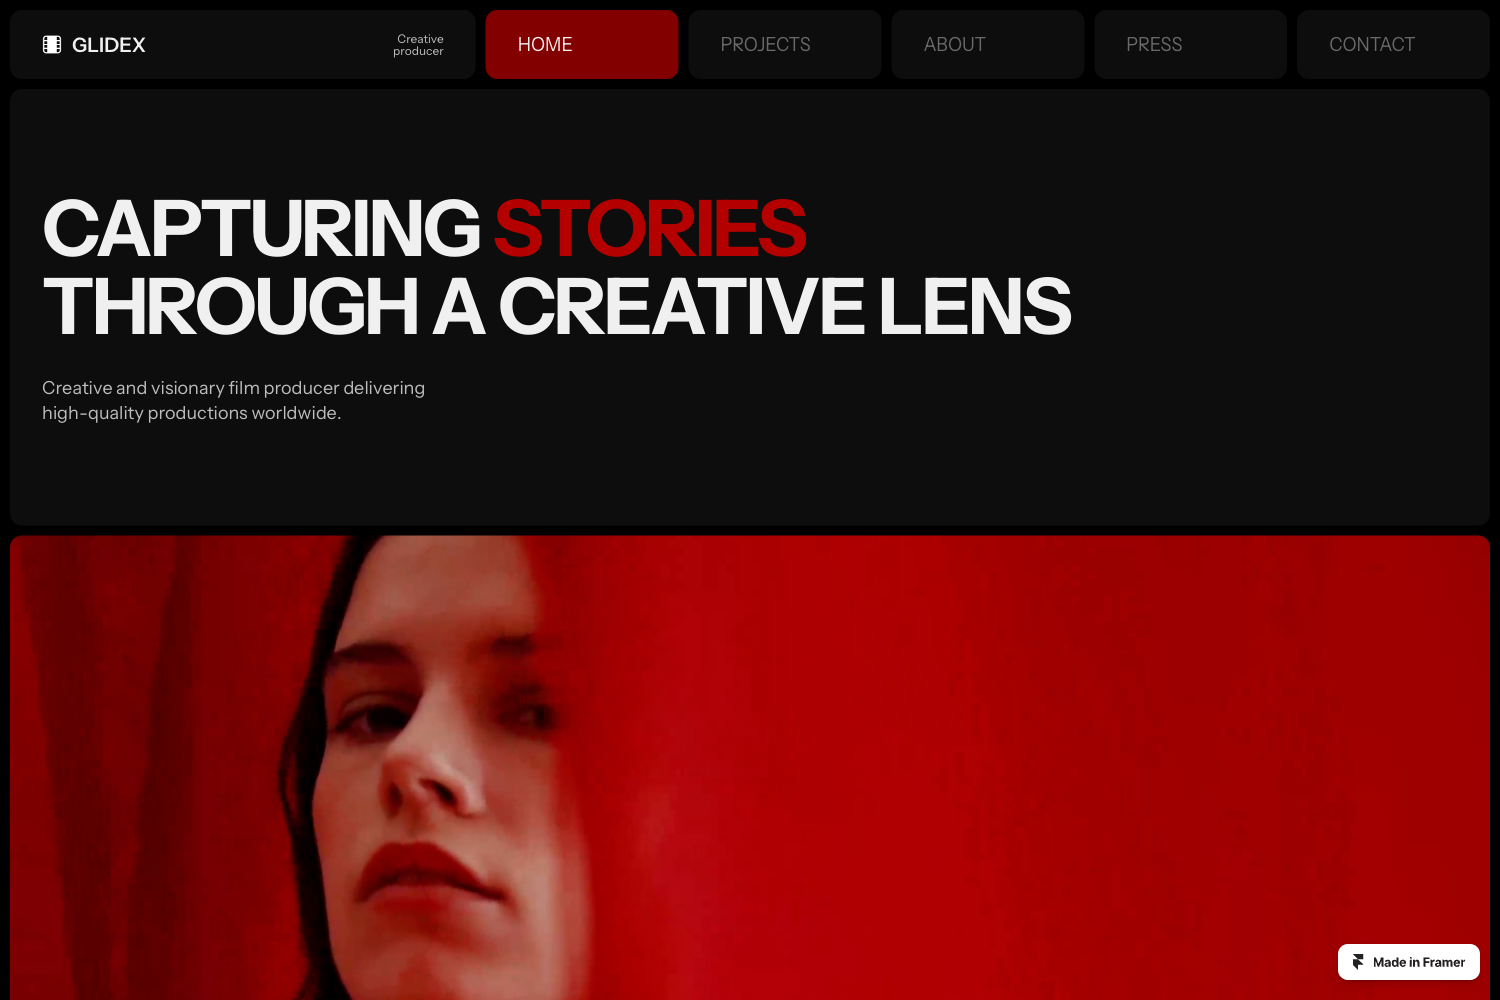 GLIDEX
Creative
producer
HOME
PROJECTS
ABOUT
PRESS
CONTACT
CAPTURING STORIES
THROUGH A CREATIVE LENS
Creative and visionary film producer delivering
high-quality productions worldwide.
Made in Framer